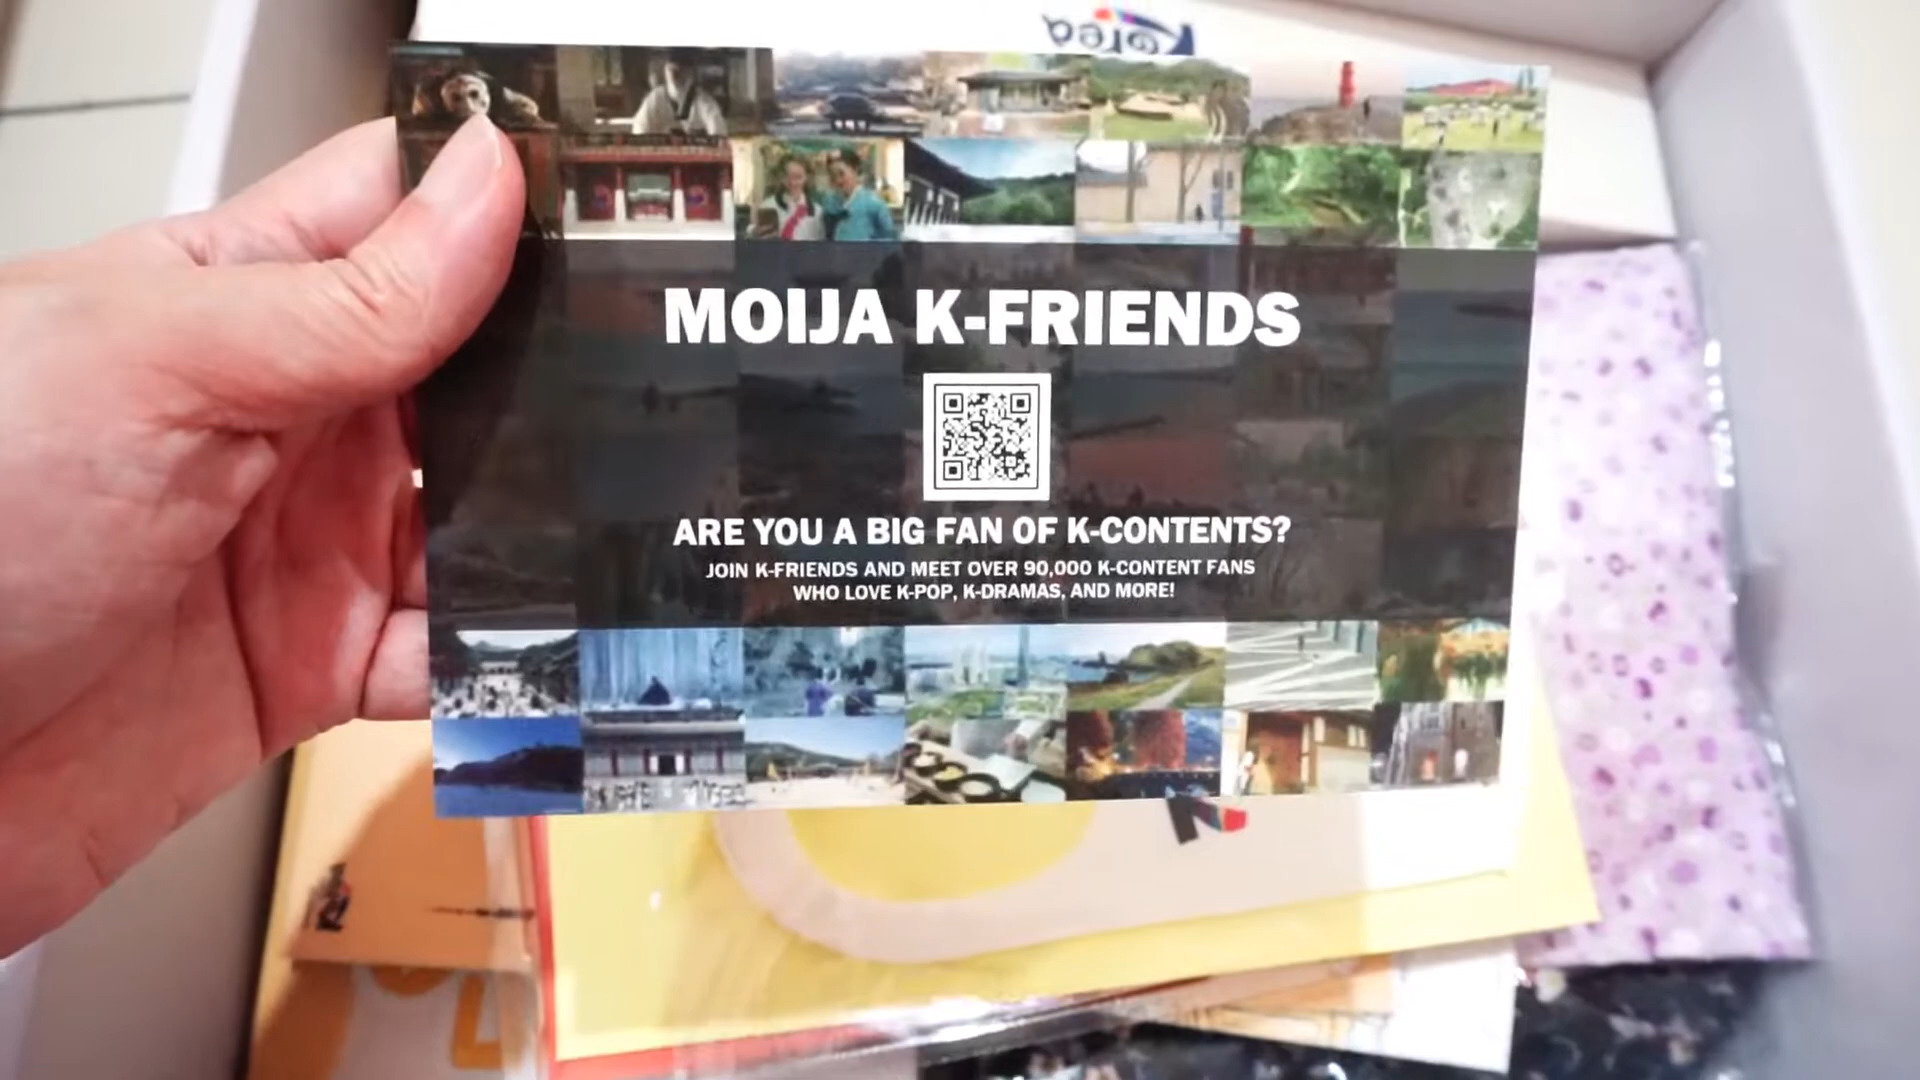 Korea
MOIJA K-FRIENDS
ARE YOU A BIG FAN OF K-CONTENTS?
JOIN K-FRIENDS AND MEET OVER 90,000 K-CONTENT FANS
WHO LOVE K-POP, K-DRAMAS, AND MORE!